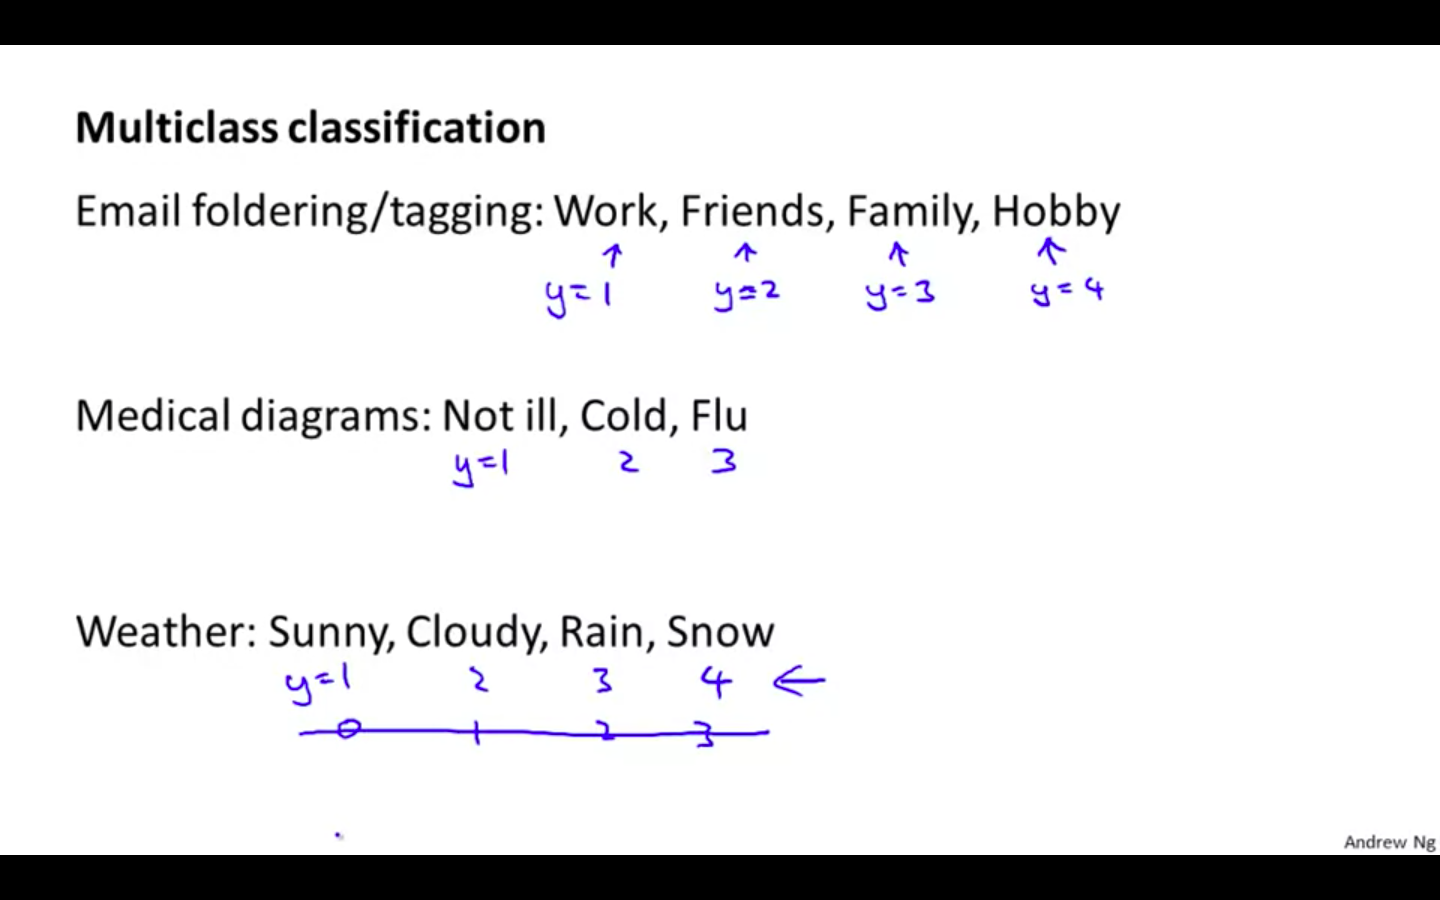 Multiclass classification
Email foldering/tagging: Work, Friends, Family, Hobby
↑ ↑ ↑ ↑
y=1 y=2 y=3 y=4
Medical diagrams: Not ill, Cold, Flu
y=1 2 3
Weather: Sunny, Cloudy, Rain, Snow
y=1 2 3 4 ←
0 1 2 3
Andrew Ng